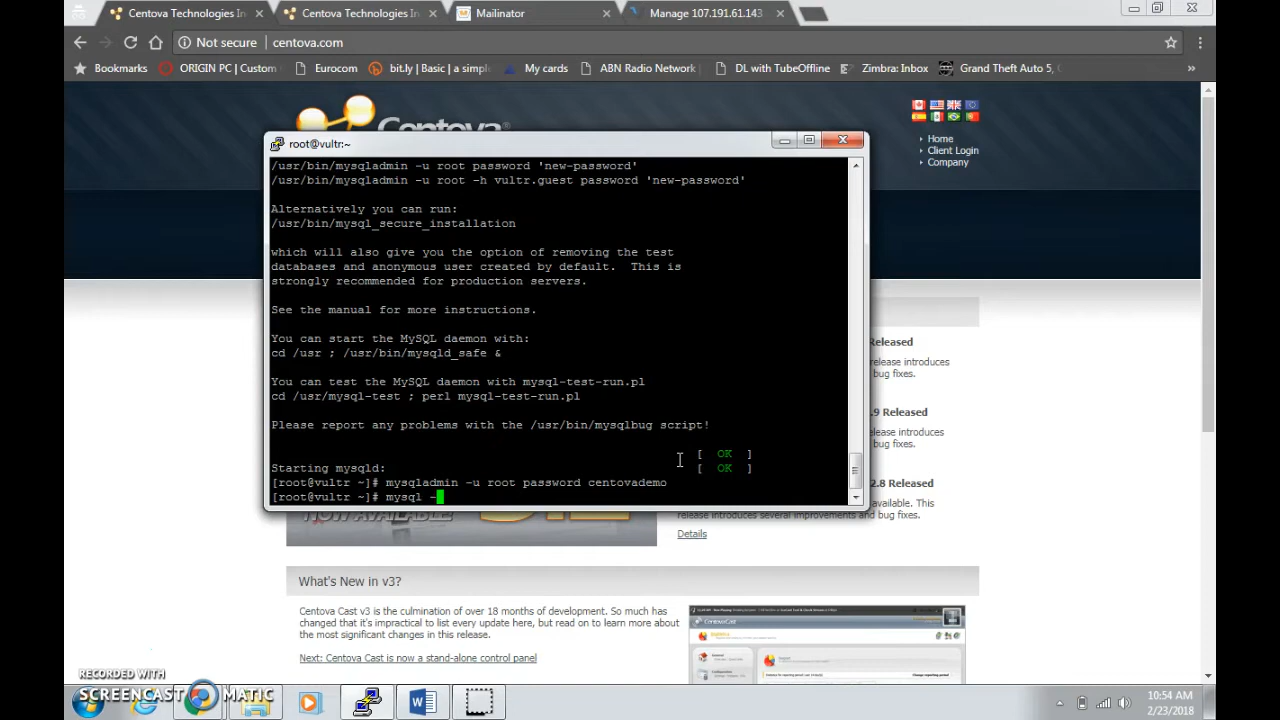 Centova Technologies In
Centova Technologies In
Mailinator
Manage 107.191.61.143
Not secure | centova.com
Bookmarks
ORIGIN PC | Custom
Eurocom
bit.ly | Basic | a simple
My cards
ABN Radio Network
DL with TubeOffline
Zimbra: Inbox
Grand Theft Auto 5,
»
Centova
Home
Client Login
Company
root@vultr:~
/usr/bin/mysqladmin -u root password 'new-password'
/usr/bin/mysqladmin -u root -h vultr.guest password 'new-password'
Alternatively you can run:
/usr/bin/mysql_secure_installation
which will also give you the option of removing the test
databases and anonymous user created by default.  This is
strongly recommended for production servers.
See the manual for more instructions.
You can start the MySQL daemon with:
cd /usr ; /usr/bin/mysqld_safe &
You can test the MySQL daemon with mysql-test-run.pl
cd /usr/mysql-test ; perl mysql-test-run.pl
Please report any problems with the /usr/bin/mysqlbug script!
[  OK  ]
Starting mysqld: [  OK  ]
[root@vultr ~]# mysqladmin -u root password centovademo
[root@vultr ~]# mysql -
Released
release introduces
bug fixes.
.9 Released
release introduces
bug fixes.
.8 Released
release introduces several improvements and bug fixes.
Details
NOW AVAILABLE
What's New in v3?
Centova Cast v3 is the culmination of over 18 months of development. So much has
changed that it's impractical to list every update here, but read on to learn more about
the most significant changes in this release.
Next: Centova Cast is now a stand-alone control panel
CENTOVACAST
RECORDED WITH
SCREENCAST MATIC
10:54 AM
2/23/2018